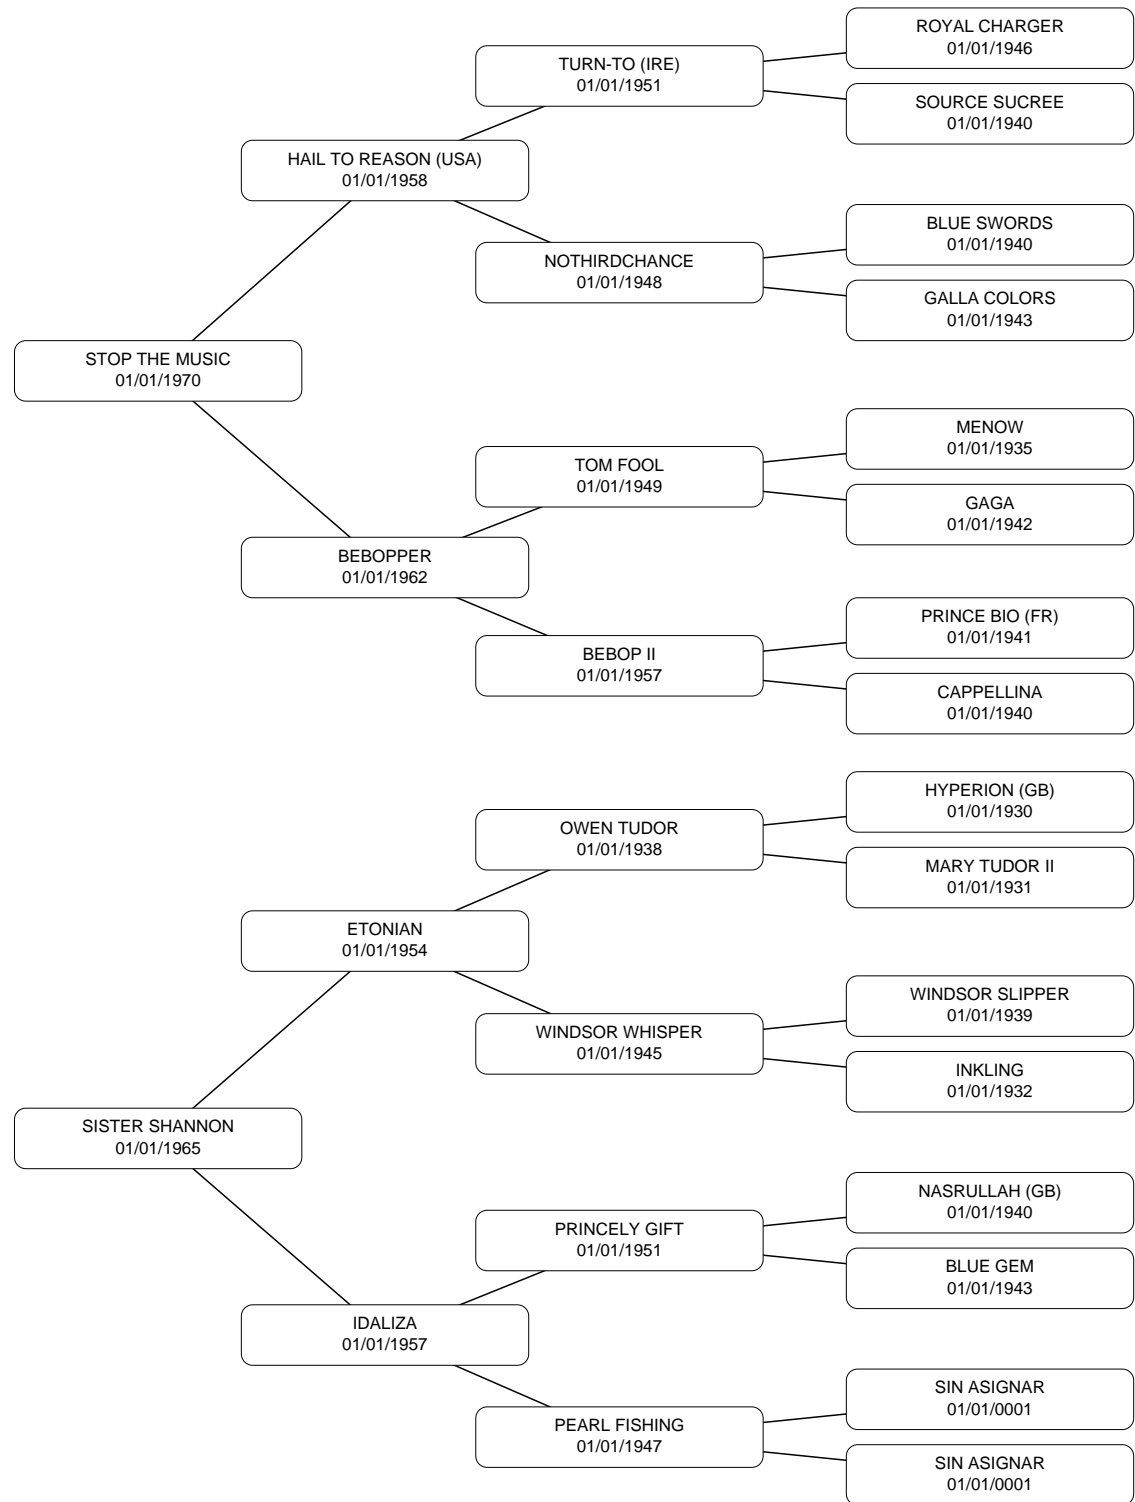 ROYAL CHARGER
01/01/1946
TURN-TO (IRE)
01/01/1951
SOURCE SUCREE
01/01/1940
HAIL TO REASON (USA)
01/01/1958
BLUE SWORDS
01/01/1940
NOTHIRDCHANCE
01/01/1948
GALLA COLORS
01/01/1943
STOP THE MUSIC
01/01/1970
MENOW
01/01/1935
TOM FOOL
01/01/1949
GAGA
01/01/1942
BEBOPPER
01/01/1962
PRINCE BIO (FR)
01/01/1941
BEBOP II
01/01/1957
CAPPELLINA
01/01/1940
HYPERION (GB)
01/01/1930
OWEN TUDOR
01/01/1938
MARY TUDOR II
01/01/1931
ETONIAN
01/01/1954
WINDSOR SLIPPER
01/01/1939
WINDSOR WHISPER
01/01/1945
INKLING
01/01/1932
SISTER SHANNON
01/01/1965
NASRULLAH (GB)
01/01/1940
PRINCELY GIFT
01/01/1951
BLUE GEM
01/01/1943
IDALIZA
01/01/1957
SIN ASIGNAR
01/01/0001
PEARL FISHING
01/01/1947
SIN ASIGNAR
01/01/0001